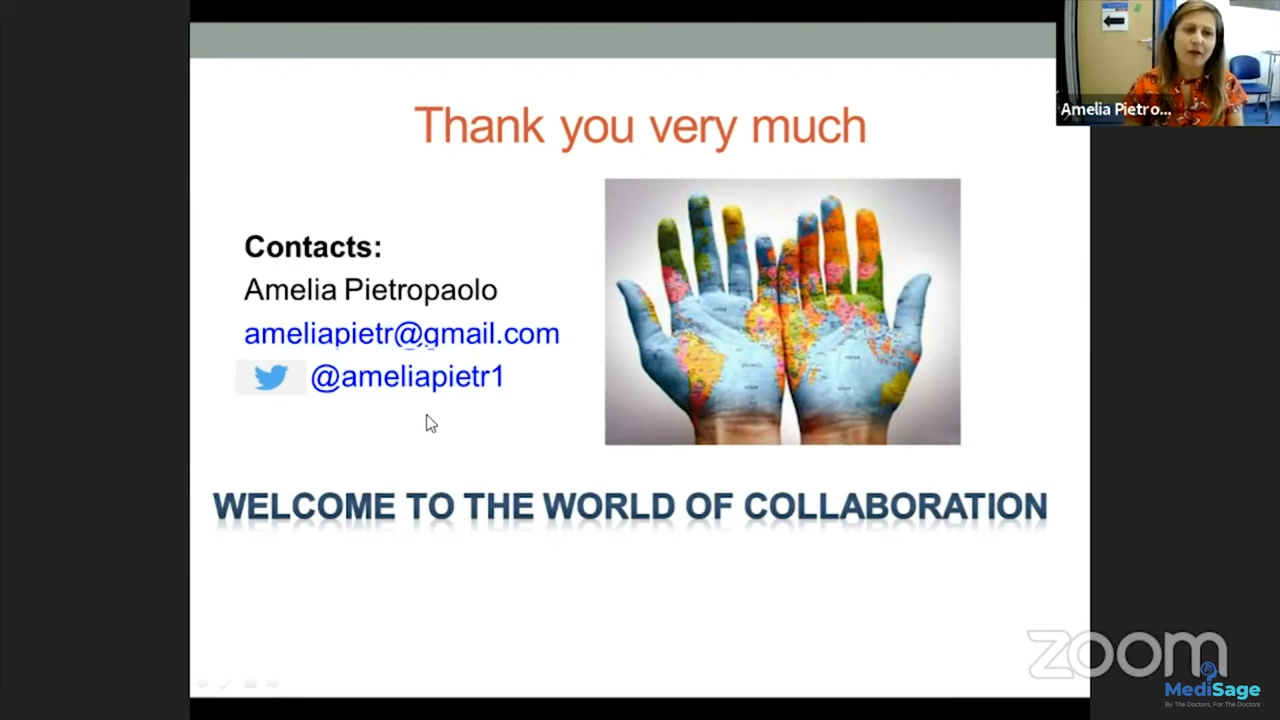 Thank you very much
Contacts:
Amelia Pietropaolo
ameliapietr@gmail.com
@ameliapietr1
WELCOME TO THE WORLD OF COLLABORATION
Amelia Pietro...
zoom
MediSage
By The Doctors, For The Doctors